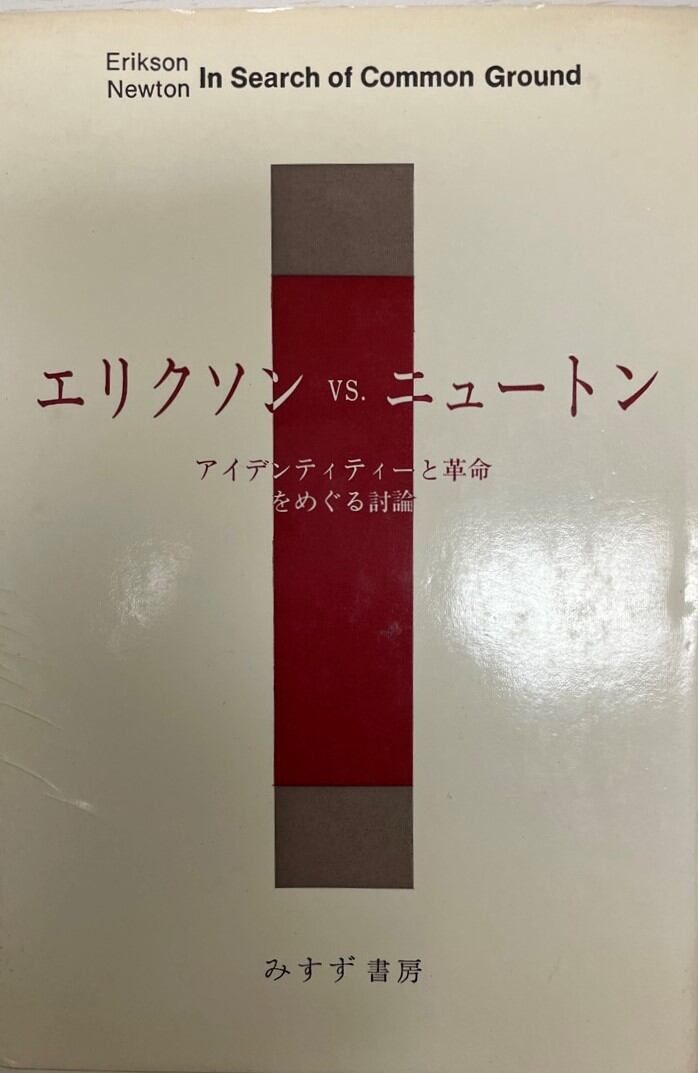 Erikson
Newton In Search of Common Ground
エリクソン vs. ニュートン
アイデンティティーと革命
をめぐる討論
みすず書房